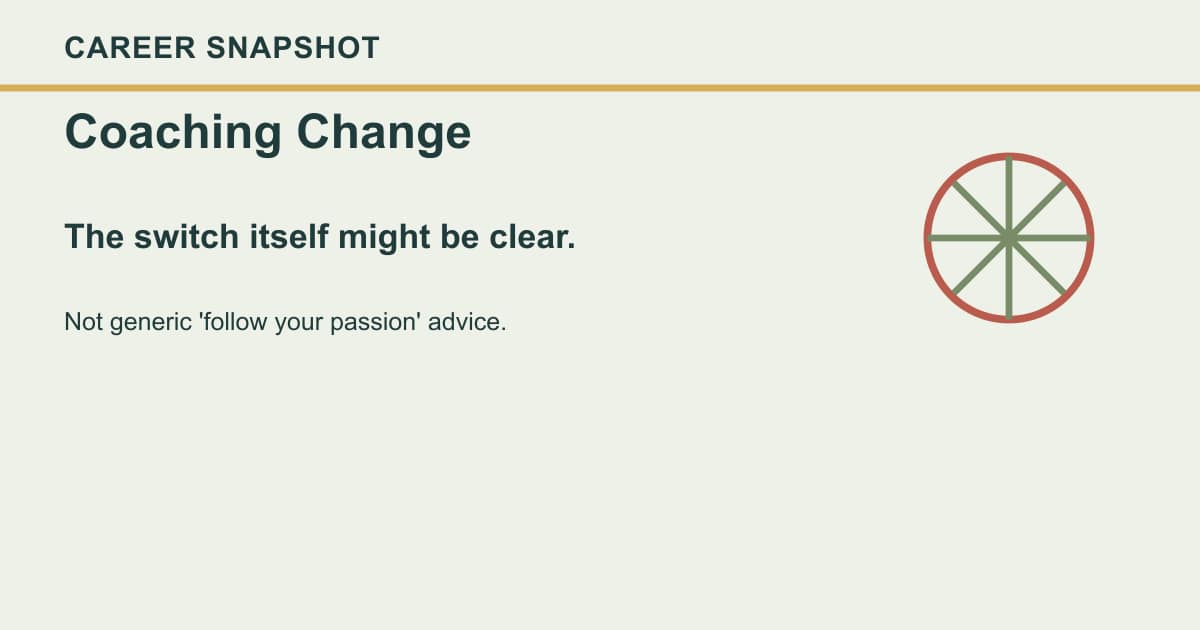 CAREER SNAPSHOT
Coaching Change
The switch itself might be clear.
Not generic 'follow your passion' advice.